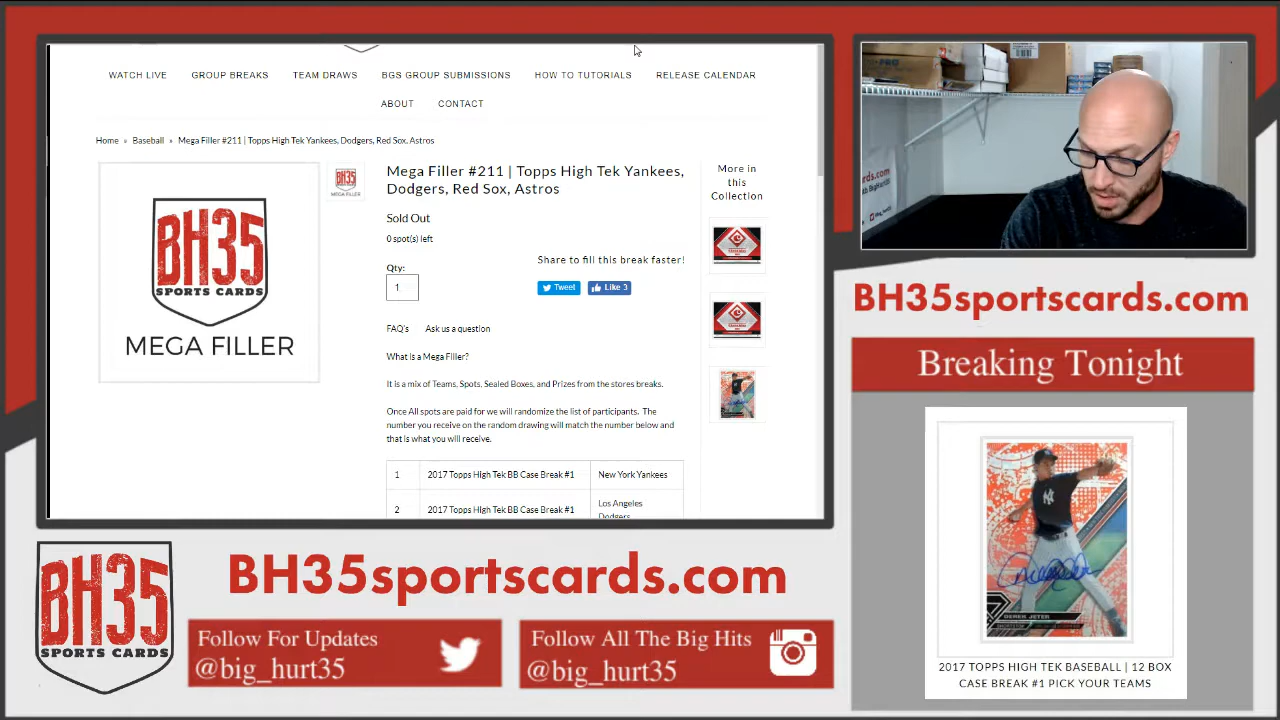 WATCH LIVE GROUP BREAKS TEAM DRAWS BGS GROUP SUBMISSIONS HOW TO TUTORIALS RELEASE CALENDAR
ABOUT CONTACT
Home » Baseball » Mega Filler #211 | Topps High Tek Yankees, Dodgers, Red Sox, Astros
BH35
SPORTS CARDS
MEGA FILLER
BH35
MEGA FILLER
Mega Filler #211 | Topps High Tek Yankees,
Dodgers, Red Sox, Astros
Sold Out
0 spot(s) left
Qty:
1
Share to fill this break faster!
Tweet
Like 3
FAQ's Ask us a question
What is a Mega Filler?
It is a mix of Teams, Spots, Sealed Boxes, and Prizes from the stores breaks.
Once All spots are paid for we will randomize the list of participants. The
number you receive on the random drawing will match the number below and
that is what you will receive.
1 2017 Topps High Tek BB Case Break #1 New York Yankees
2 2017 Topps High Tek BB Case Break #1 Los Angeles
Dodgers
More in
this
Collection
BH35sportscards.com
Breaking Tonight
DEREK JETER
2017 TOPPS HIGH TEK BASEBALL | 12 BOX
CASE BREAK #1 PICK YOUR TEAMS
BH35
SPORTS CARDS
BH35sportscards.com
Follow For Updates
@big_hurt35
Follow All The Big Hits
@big_hurt35